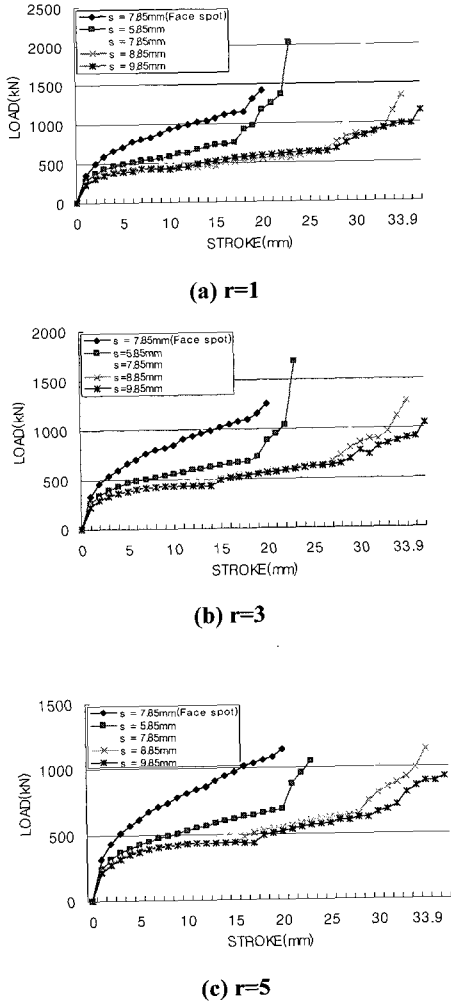 2500
2000
1500
1000
500
0
LOAD(kN)
s = 7.85mm(Face spot)
s = 5.85mm
s = 7.85mm
s = 8.85mm
s = 9.85mm
0 5 10 15 20 25 30 33.9
STROKE(mm)
(a) r=1
2000
1500
1000
500
0
LOAD(kN)
s = 7.85mm(Face spot)
s=5.85mm
s=7.85mm
s=8.85mm
s=9.85mm
0 5 10 15 20 25 30 33.9
STROKE(mm)
(b) r=3
1500
1000
500
0
LOAD(kN)
s = 7.85mm(Face spot)
s = 5.85mm
s = 7.85mm
s = 8.85mm
s = 9.85mm
0 5 10 15 20 25 30 33.9
STROKE(mm)
(c) r=5